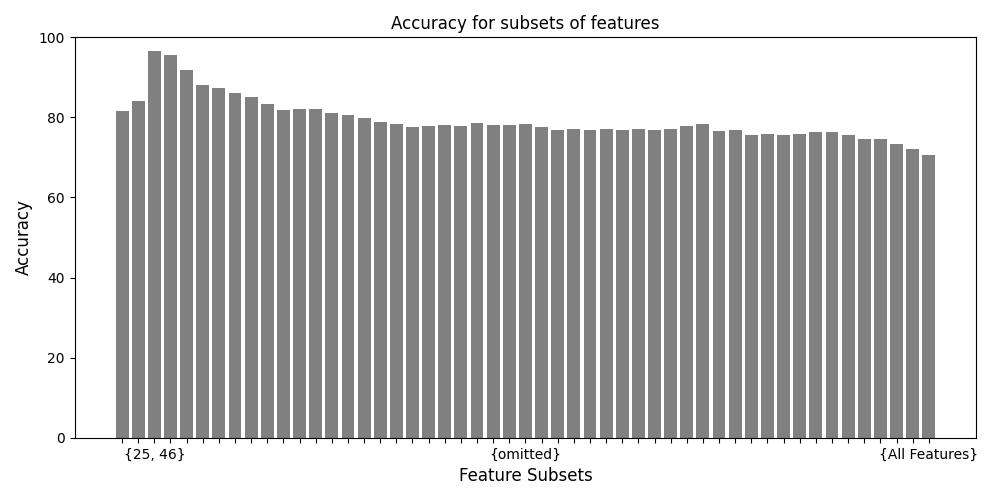 Accuracy for subsets of features
100
80
60
40
20
0
Accuracy
{25, 46}
{omitted}
{All Features}
Feature Subsets